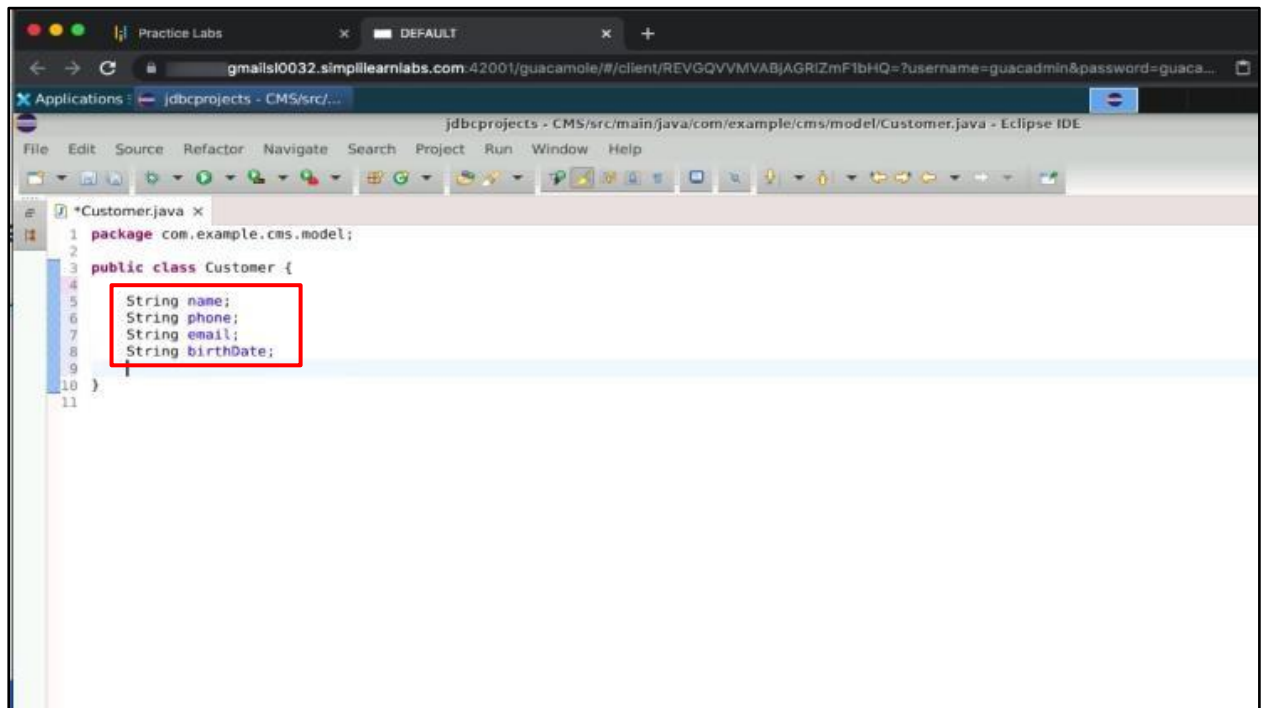 Practice Labs × DEFAULT × +
gmailsl0032.simplilearnlabs.com:42001/guacamole/#/client/REVGQVVMVABjAGRIZmF1bHQ=?username=guacadmin&password=guaca...
Applications : jdbcprojects - CMS/src/...
jdbcprojects - CMS/src/main/java/com/example/cms/model/Customer.java - Eclipse IDE
File Edit Source Refactor Navigate Search Project Run Window Help
*Customer.java ×
1 package com.example.cms.model;
2
3 public class Customer {
4
5 String name;
6 String phone;
7 String email;
8 String birthDate;
9
10 }
11